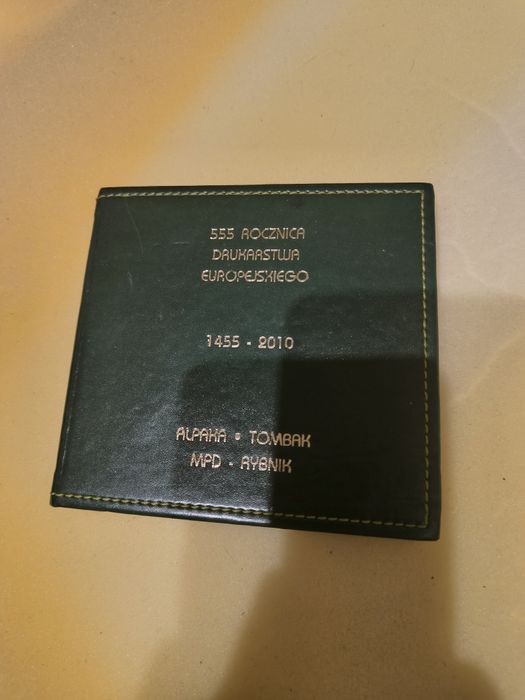 555 ROCZNICA
DRUKARSTWA
EUROPEJSKIEGO
1455 - 2010
ALPAKA • TOMBAK
MPD - RYBNIK